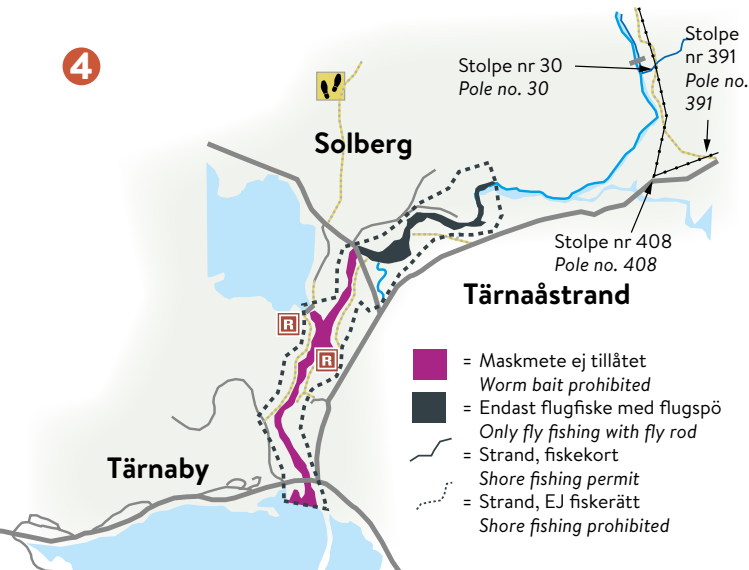 4
Stolpe nr 30
Pole no. 30
Stolpe
nr 391
Pole no.
391
Solberg
Stolpe nr 408
Pole no. 408
Tärnaåstrand
R
R
Tärnaby
= Maskmete ej tillåtet
Worm bait prohibited
= Endast flugfiske med flugspö
Only fly fishing with fly rod
= Strand, fiskekort
Shore fishing permit
= Strand, EJ fiskerätt
Shore fishing prohibited